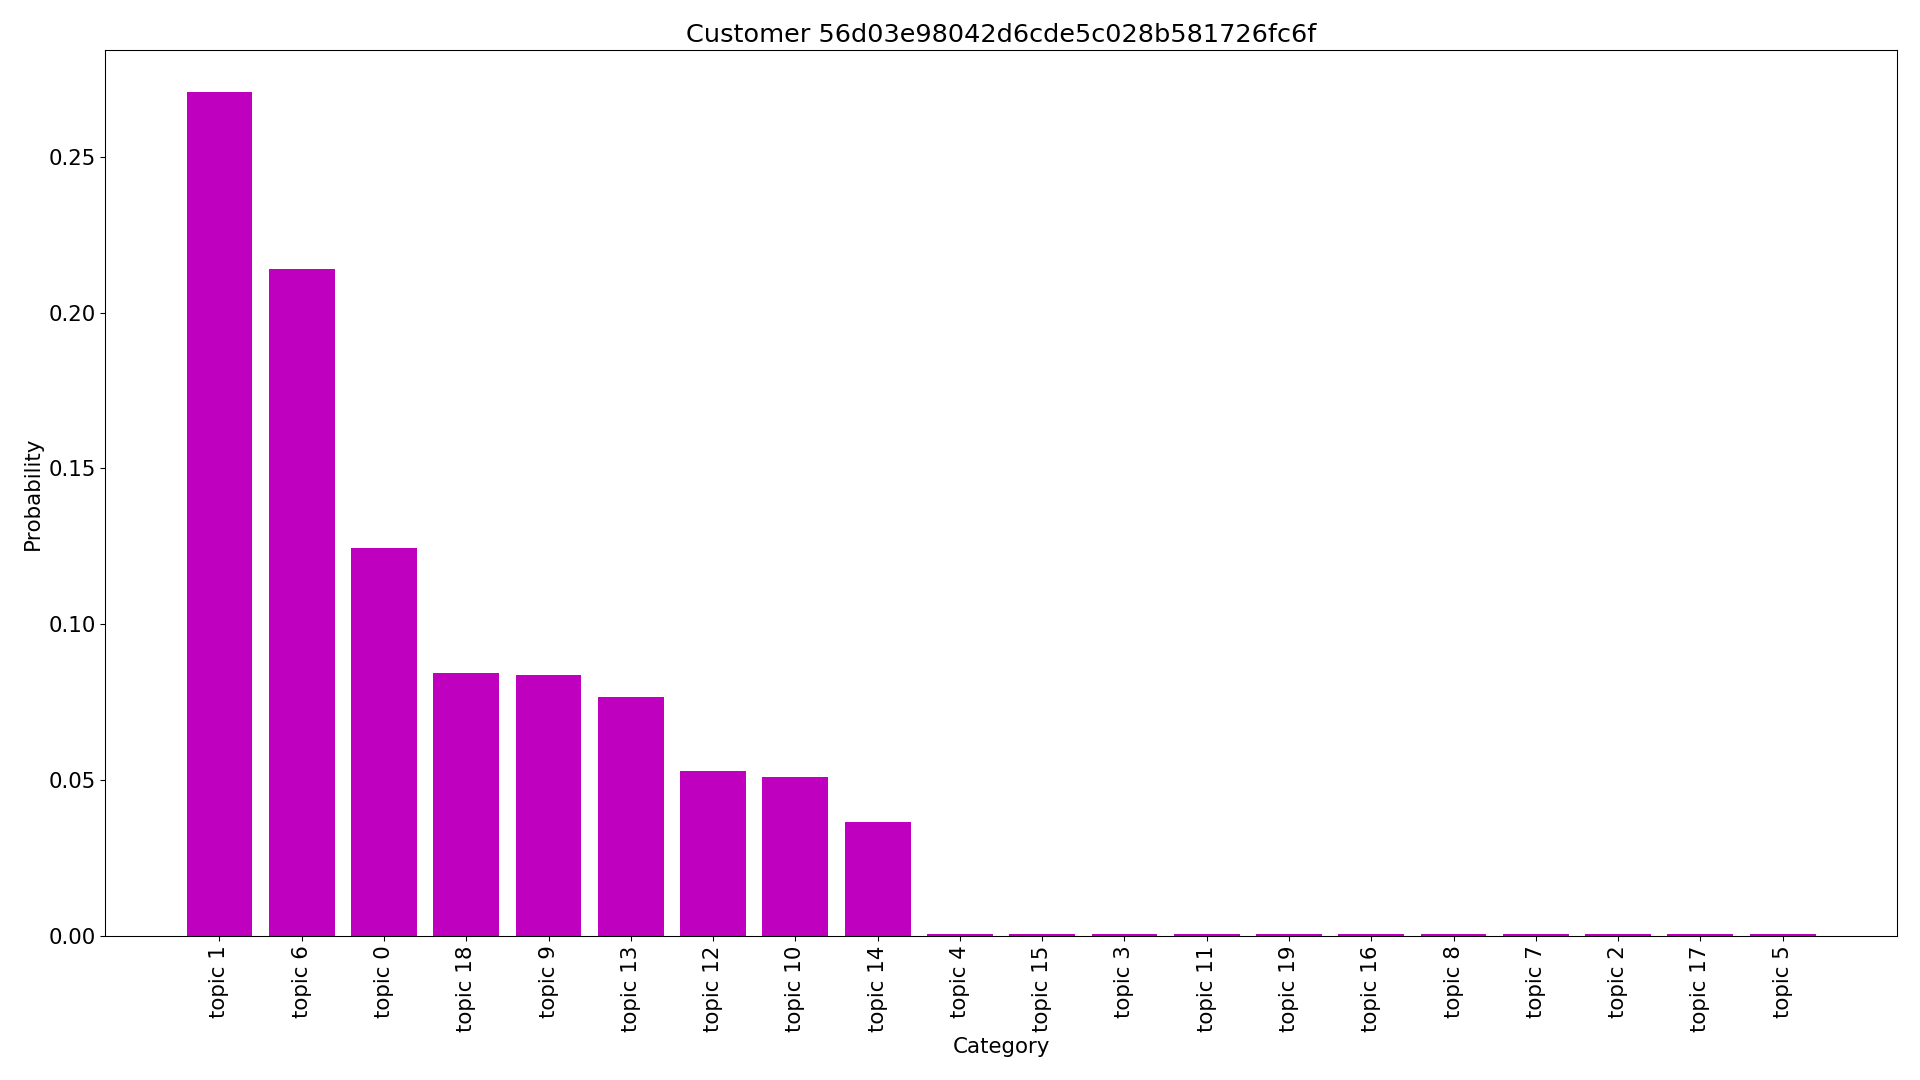 Customer 56d03e98042d6cde5c028b581726fc6f
Probability
0.25
0.20
0.15
0.10
0.05
0.00
topic 1
topic 6
topic 0
topic 18
topic 9
topic 13
topic 12
topic 10
topic 14
topic 4
topic 15
topic 3
topic 11
topic 19
topic 16
topic 8
topic 7
topic 2
topic 17
topic 5
Category